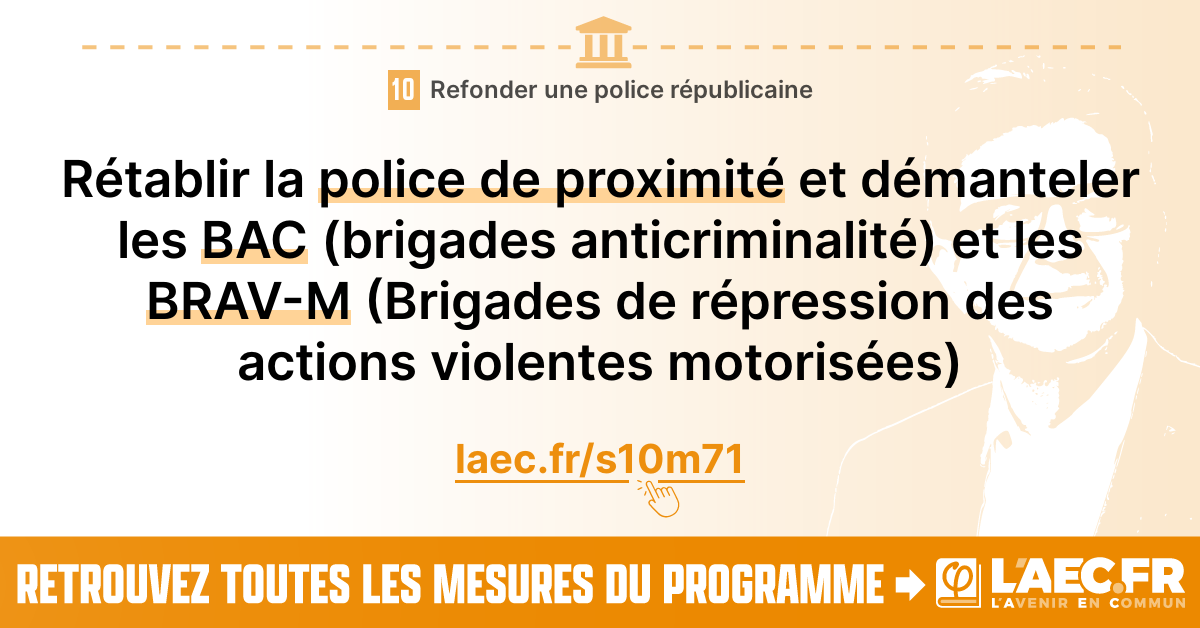 10 Refonder une police républicaine
Rétablir la police de proximité et démanteler
les BAC (brigades anticriminalité) et les
BRAV-M (Brigades de répression des
actions violentes motorisées)
laec.fr/s10m71
RETROUVEZ TOUTES LES MESURES DU PROGRAMME
φ L'AEC.FR
L'AVENIR EN COMMUN